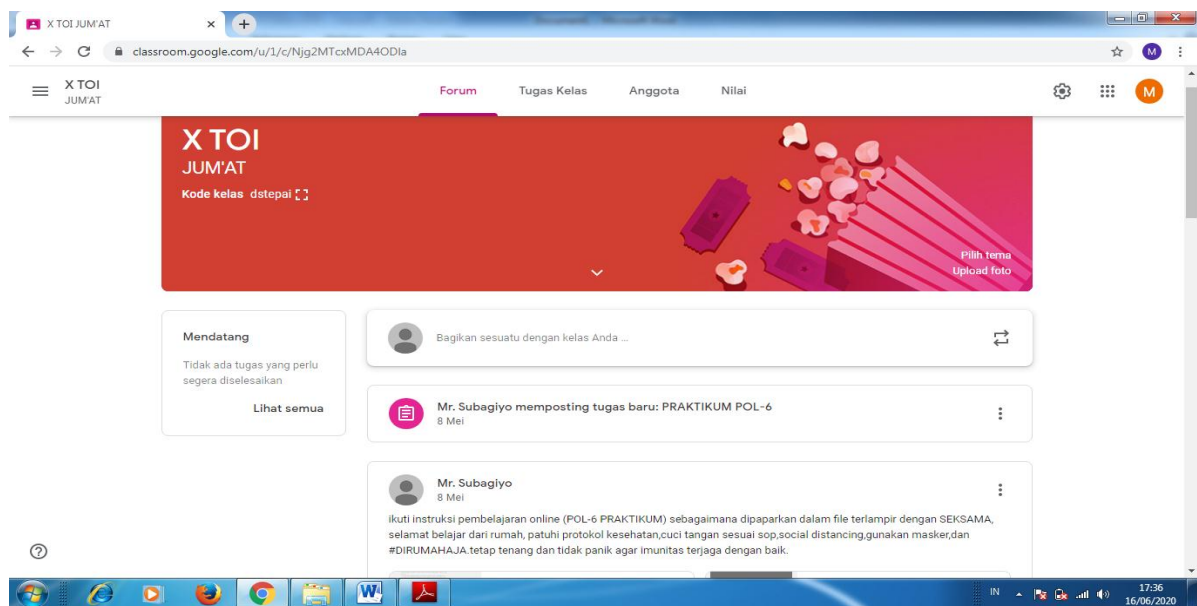 X TOI JUM'AT
classroom.google.com/u/1/c/Njg2MTcxMDA4ODIa
M
X TOI
JUM'AT
Forum Tugas Kelas Anggota Nilai
M
X TOI
JUM'AT
Kode kelas dstepai
Pilih tema
Upload foto
Mendatang
Tidak ada tugas yang perlu
segera diselesaikan
Lihat semua
Bagikan sesuatu dengan kelas Anda ...
Mr. Subagiyo memposting tugas baru: PRAKTIKUM POL-6
8 Mei
Mr. Subagiyo
8 Mei
ikuti instruksi pembelajaran online (POL-6 PRAKTIKUM) sebagaimana dipaparkan dalam file terlampir dengan SEKSAMA,
selamat belajar dari rumah, patuhi protokol kesehatan,cuci tangan sesuai sop,social distancing,gunakan masker,dan
#DIRUMAHAJA.tetap tenang dan tidak panik agar imunitas terjaga dengan baik.
IN
17:36
16/06/2020